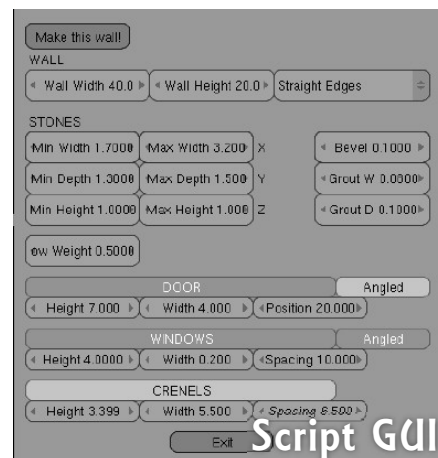 Make this wall!
WALL
Wall Width 40.0 Wall Height 20.0 Straight Edges
STONES
Min Width 1.7000 Max Width 3.200 X Bevel 0.1000
Min Depth 1.3000 Max Depth 1.500 Y Grout W 0.0000
Min Height 1.0000 Max Height 1.000 Z Grout D 0.1000
ow Weight 0.5000
DOOR Angled
Height 7.000 Width 4.000 Position 20.000
WINDOWS Angled
Height 4.0000 Width 0.200 Spacing 10.000
CRENELS
Height 3.399 Width 5.500 Spacing 6.500
Exit
Script GUI